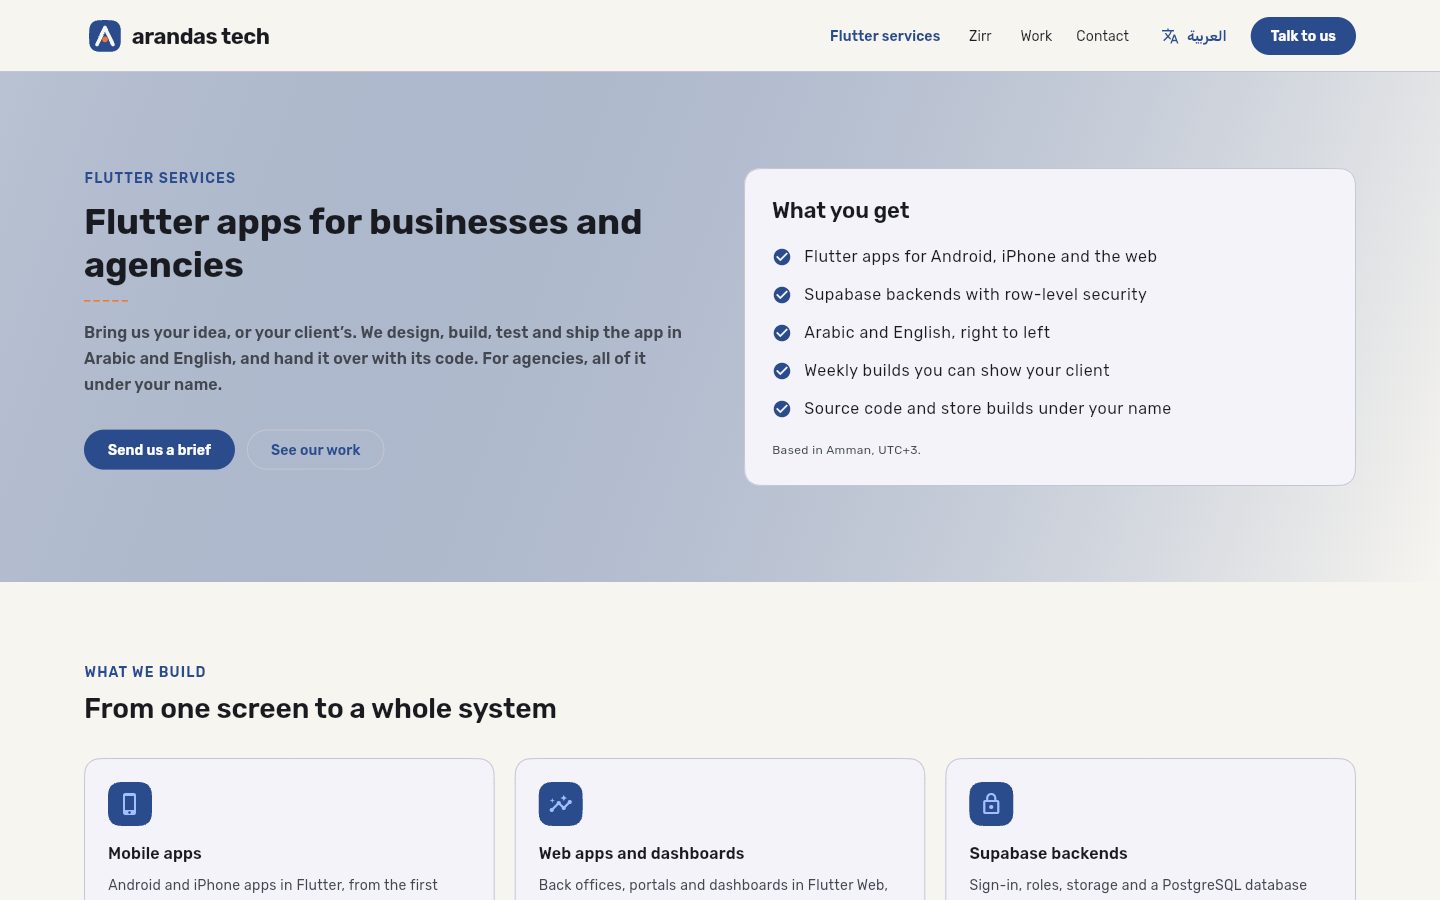 arandas tech
Flutter services
Zirr
Work
Contact
العربية
Talk to us
FLUTTER SERVICES
Flutter apps for businesses and
agencies
Bring us your idea, or your client’s. We design, build, test and ship the app in
Arabic and English, and hand it over with its code. For agencies, all of it
under your name.
Send us a brief
See our work
What you get
Flutter apps for Android, iPhone and the web
Supabase backends with row-level security
Arabic and English, right to left
Weekly builds you can show your client
Source code and store builds under your name
Based in Amman, UTC+3.
WHAT WE BUILD
From one screen to a whole system
Mobile apps
Android and iPhone apps in Flutter, from the first
Web apps and dashboards
Back offices, portals and dashboards in Flutter Web,
Supabase backends
Sign-in, roles, storage and a PostgreSQL database